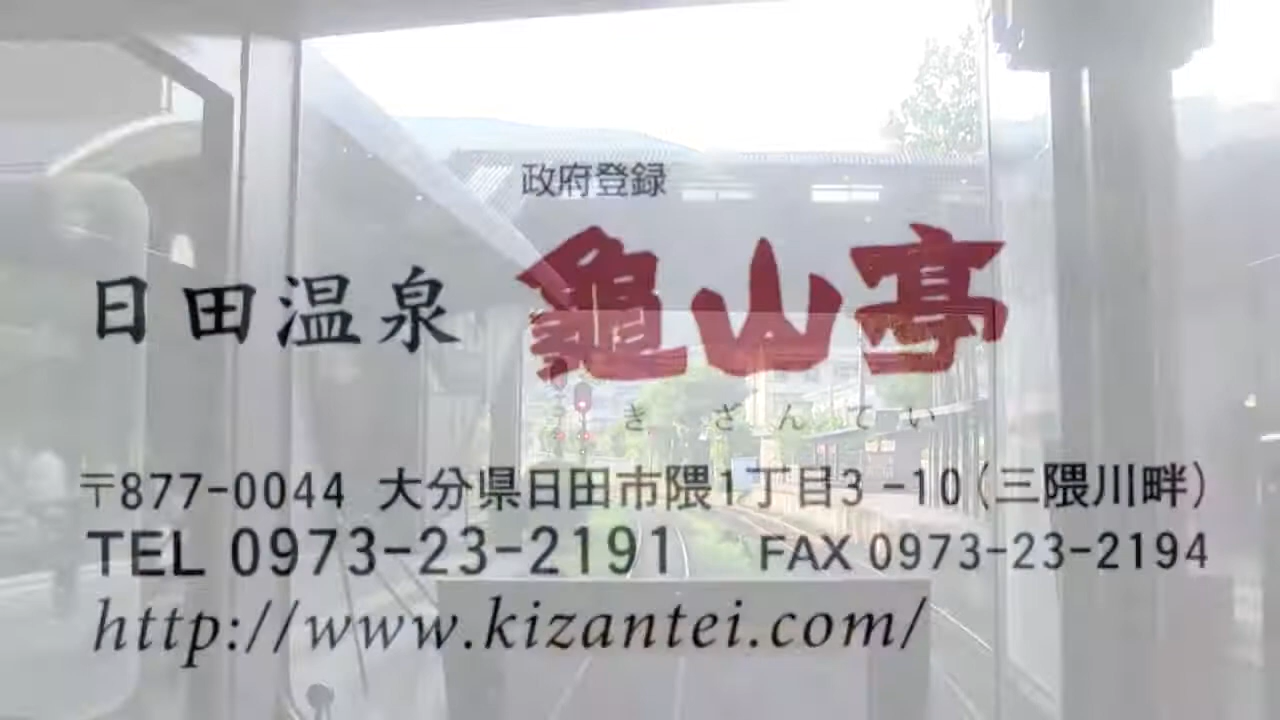 政府登録
日田温泉 亀山亭
きざんてい
〒877-0044 大分県日田市隈1丁目3-10(三隈川畔)
TEL 0973-23-2191 FAX 0973-23-2194
http://www.kizantei.com/